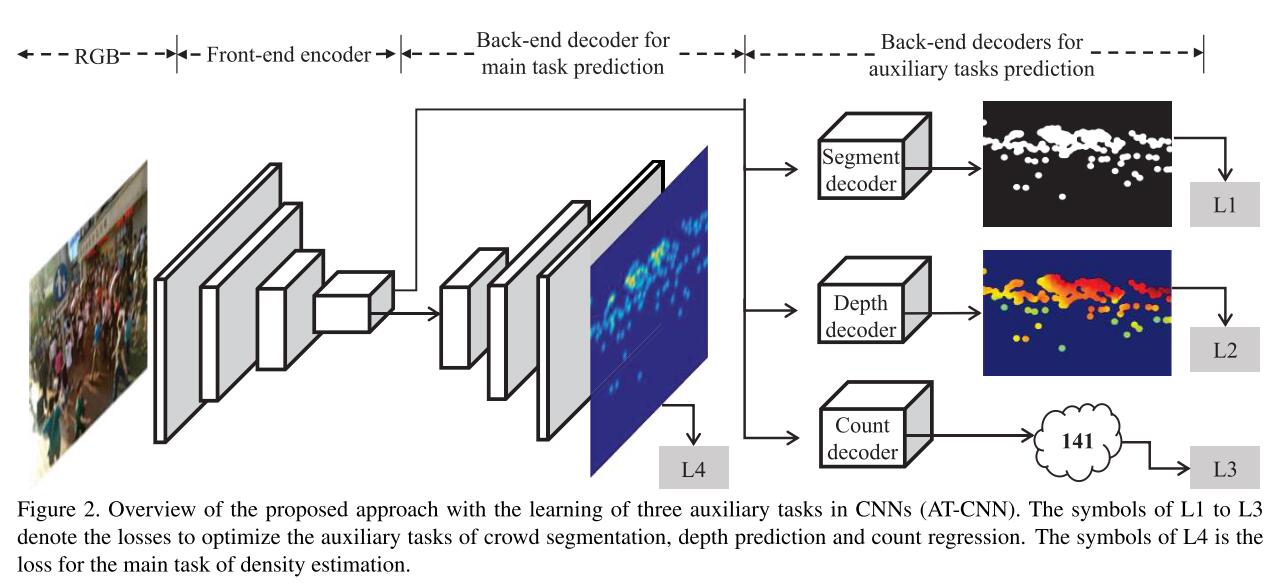 RGB
Front-end encoder
Back-end decoder for
main task prediction
Back-end decoders for
auxiliary tasks prediction
Segment
decoder
L1
Depth
decoder
L2
Count
decoder
141
L3
L4
Figure 2. Overview of the proposed approach with the learning of three auxiliary tasks in CNNs (AT-CNN). The symbols of L1 to L3
denote the losses to optimize the auxiliary tasks of crowd segmentation, depth prediction and count regression. The symbols of L4 is the
loss for the main task of density estimation.